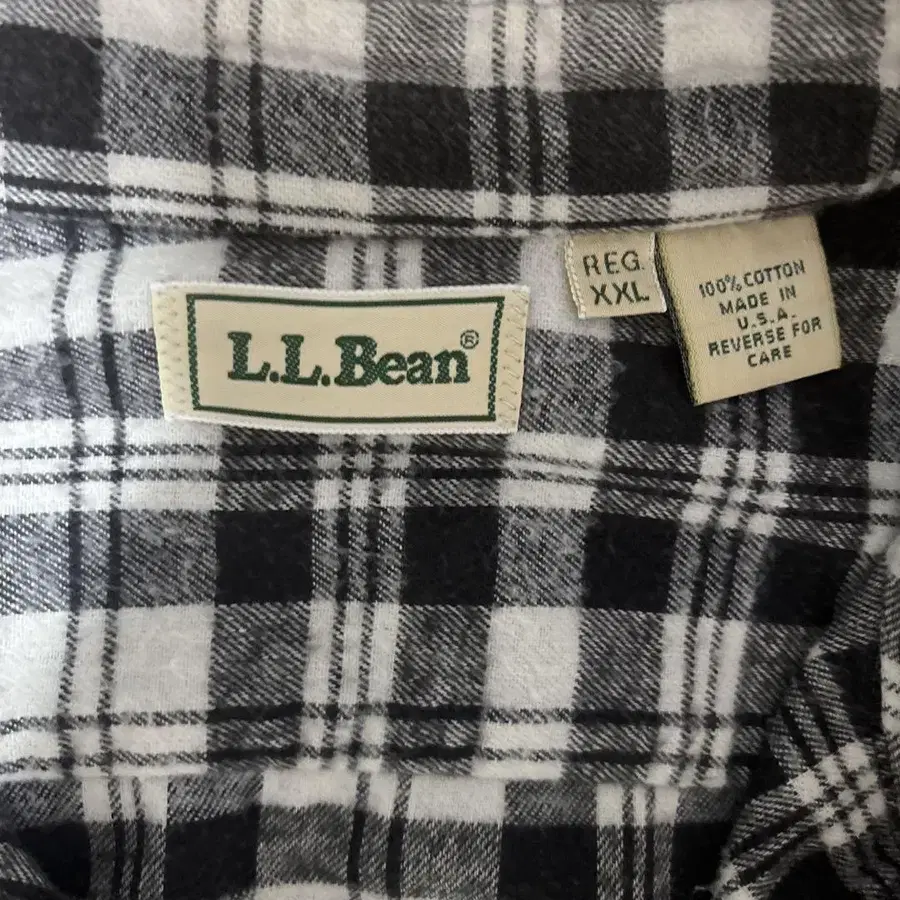 L.L.Bean®
REG.
XXL
100% COTTON
MADE IN
U.S.A.
REVERSE FOR
CARE